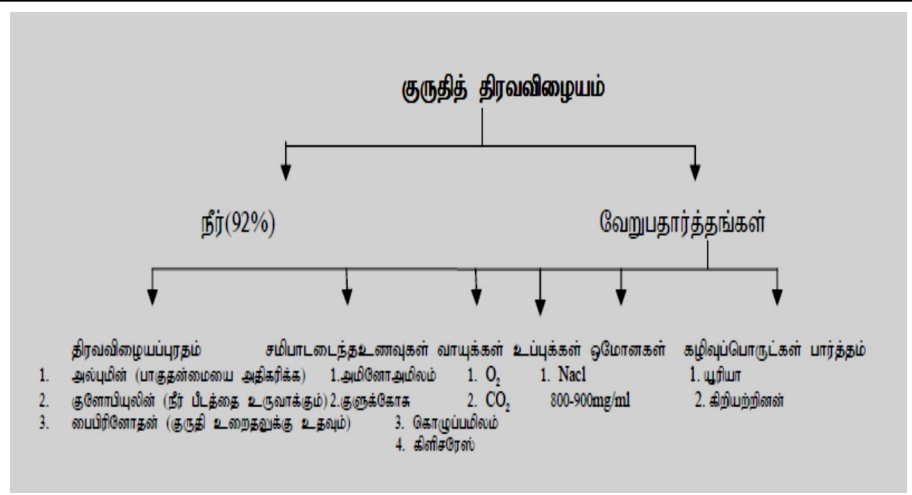 குருதித் திரவவிழையம்
நீர்(92%) வேறுபதார்த்தங்கள்
திரவவிழையப்புரதம் சமிபாடடைந்தஉணவுகள் வாயுக்கள் உப்புக்கள் ஒமோனகள் கழிவுப்பொருட்கள் பார்த்தம்
1. அல்புமின் (பாகுதன்மையை அதிகரிக்க) 1.அமினோஅமிலம் 1. O₂ 1. Nacl 1. யூரியா
2. குளோபியுலின் (நீர் பீடத்தை உருவாக்கும்) 2.குளுக்கோசு 2. CO₂ 800-900mg/ml 2. கிறியற்றினன்
3. பைபிரினோதன் (குருதி உறைதலுக்கு உதவும்) 3. கொழுப்பமிலம்
4. கிளிசரேஸ்